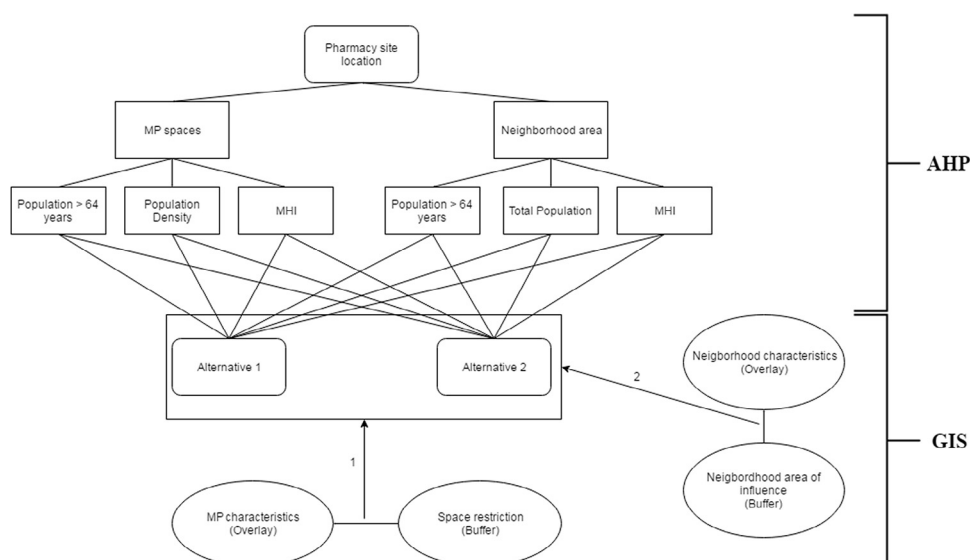 Pharmacy site
location
MP spaces
Neighborhood area
AHP
Population > 64
years
Population
Density
MHI
Population > 64
years
Total Population
MHI
Alternative 1
Alternative 2
Neigborhood characteristics
(Overlay)
2
GIS
1
Neigbordhood area of
influence
(Buffer)
MP characteristics
(Overlay)
Space restriction
(Buffer)